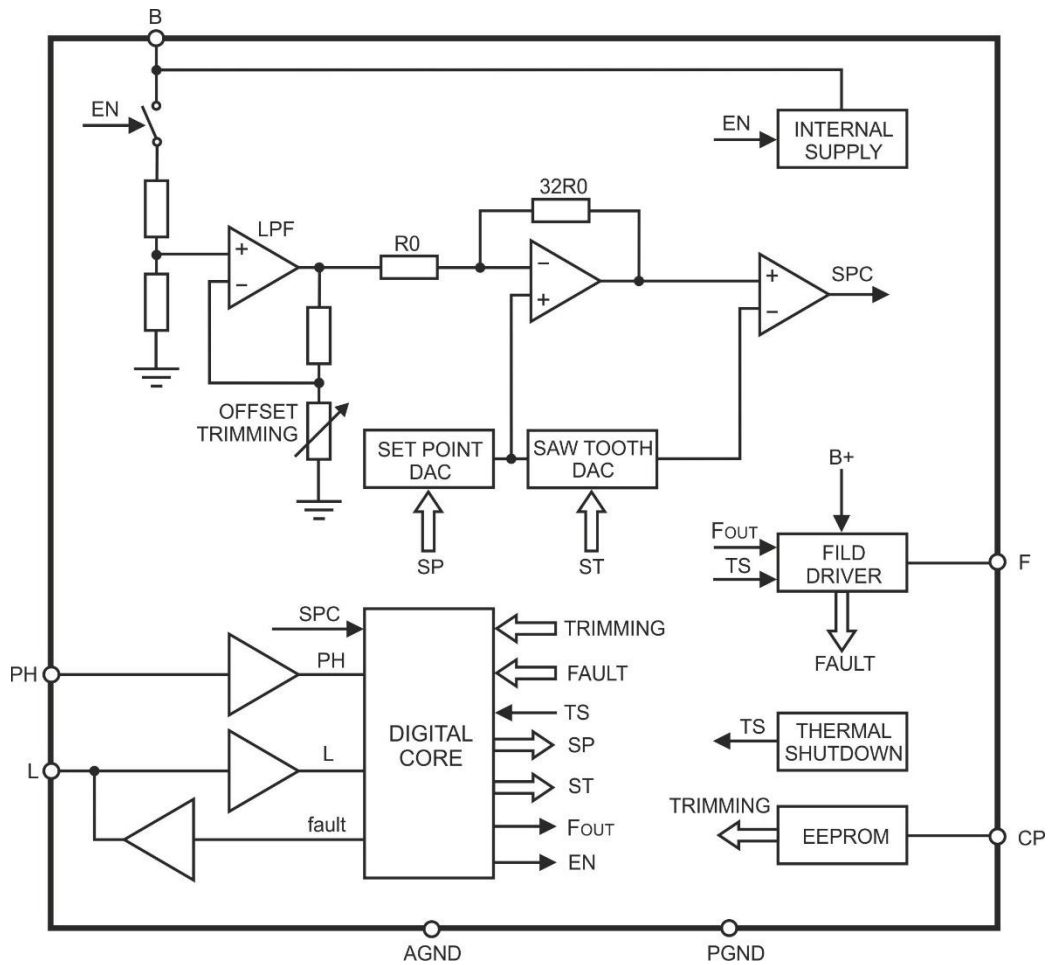 B
EN
EN
INTERNAL
SUPPLY
32R0
LPF
R0
+
−
−
+
+
−
SPC
OFFSET
TRIMMING
SET POINT
DAC
SAW TOOTH
DAC
B+
SP
ST
FOUT
TS
FILD
DRIVER
F
FAULT
SPC
TRIMMING
PH
PH
FAULT
TS
DIGITAL
CORE
SP
TS
THERMAL
SHUTDOWN
L
L
ST
TRIMMING
fault
FOUT
EEPROM
CP
EN
AGND
PGND